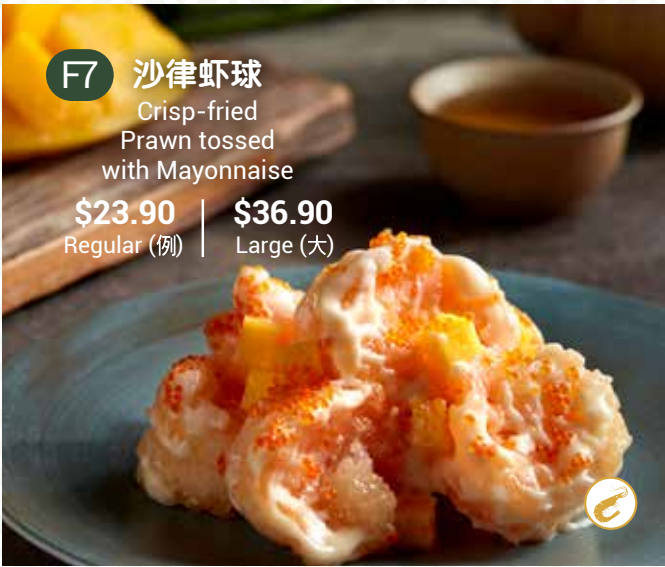 F7 沙律虾球
Crisp-fried
Prawn tossed
with Mayonnaise
$23.90 $36.90
Regular (例) Large (大)